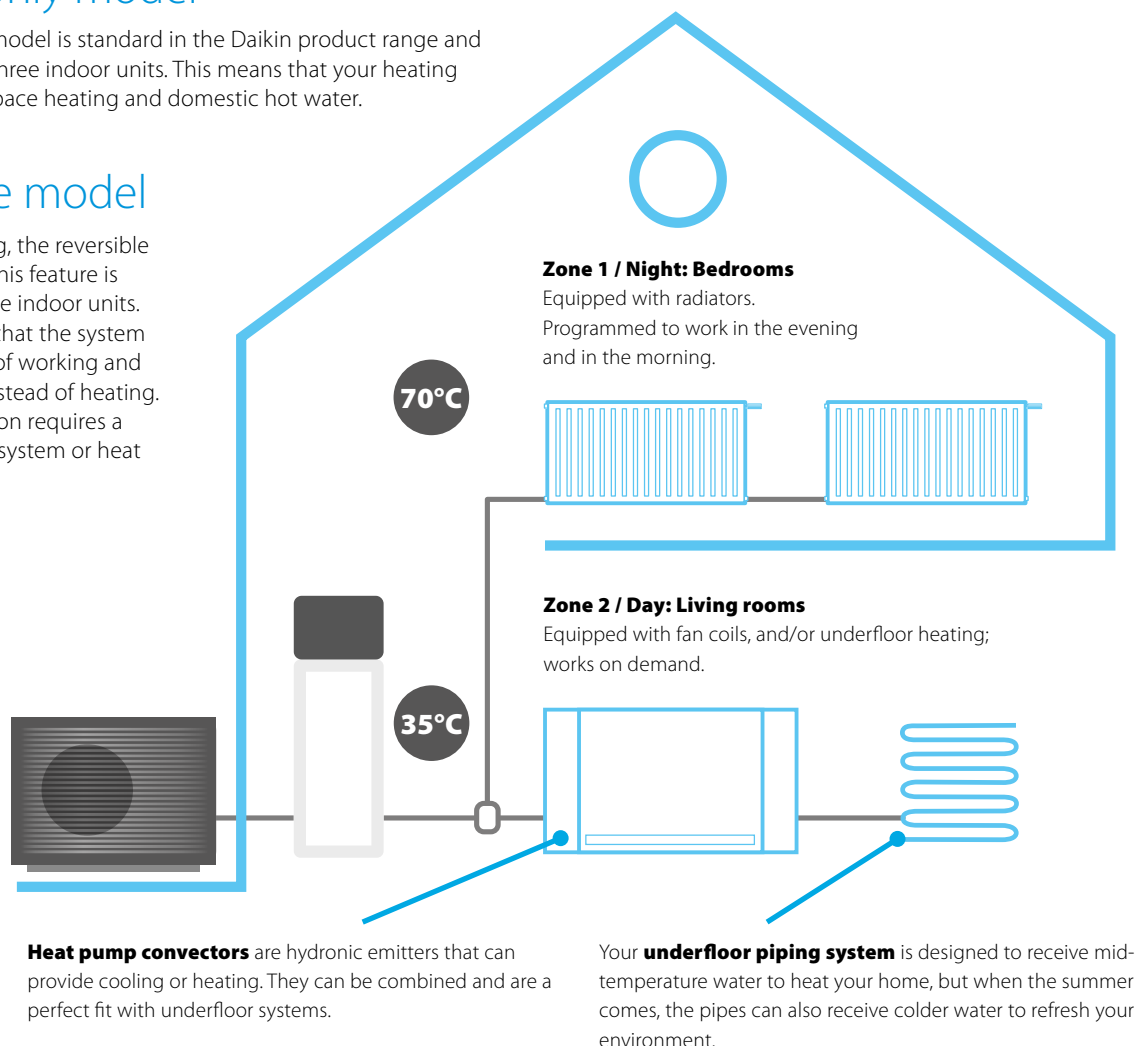 only model
model is standard in the Daikin product range and
three indoor units. This means that your heating
space heating and domestic hot water.
e model
g, the reversible
his feature is
e indoor units.
that the system
of working and
stead of heating.
on requires a
system or heat
Zone 1 / Night: Bedrooms
Equipped with radiators.
Programmed to work in the evening
and in the morning.
70°C
Zone 2 / Day: Living rooms
Equipped with fan coils, and/or underfloor heating;
works on demand.
35°C
Heat pump convectors are hydronic emitters that can
provide cooling or heating. They can be combined and are a
perfect fit with underfloor systems.
Your underfloor piping system is designed to receive mid-
temperature water to heat your home, but when the summer
comes, the pipes can also receive colder water to refresh your
environment.